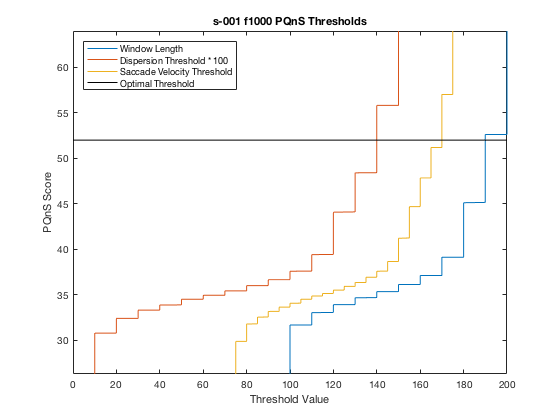 s-001 f1000 PQnS Thresholds
Window Length
Dispersion Threshold * 100
Saccade Velocity Threshold
Optimal Threshold
PQnS Score
60
55
50
45
40
35
30
0 20 40 60 80 100 120 140 160 180 200
Threshold Value